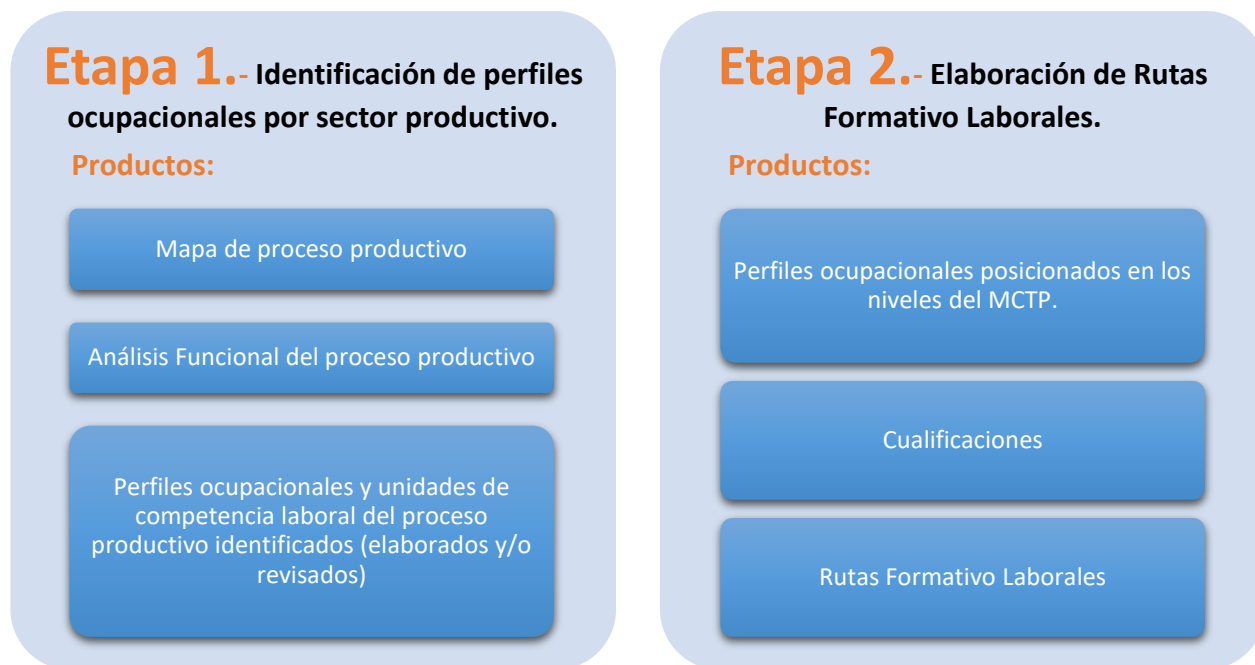 Etapa 1.- Identificación de perfiles
ocupacionales por sector productivo.
Productos:
Mapa de proceso productivo
Análisis Funcional del proceso productivo
Perfiles ocupacionales y unidades de
competencia laboral del proceso
productivo identificados (elaborados y/o
revisados)
Etapa 2.- Elaboración de Rutas
Formativo Laborales.
Productos:
Perfiles ocupacionales posicionados en los
niveles del MCTP.
Cualificaciones
Rutas Formativo Laborales